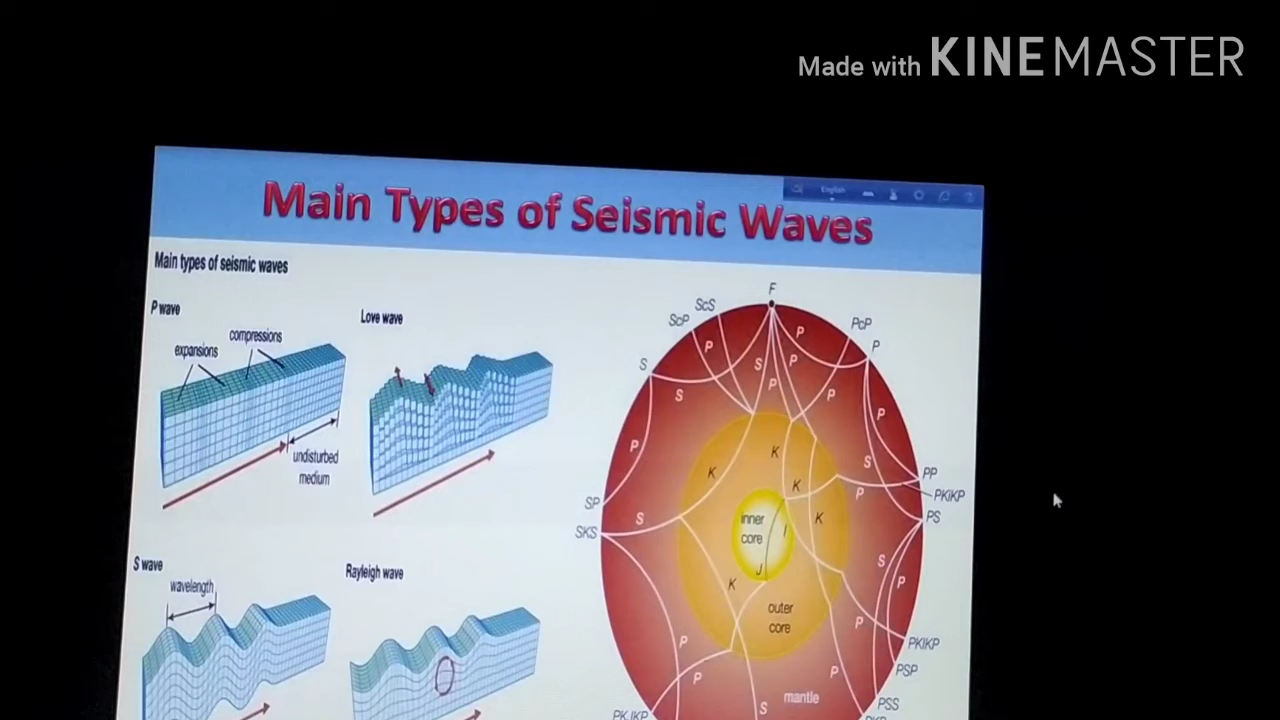 Made with KINEMASTER
English
Main Types of Seismic Waves
Main types of seismic waves
P wave
expansions
compressions
undisturbed
medium
Love wave
S wave
wavelength
Rayleigh wave
F
ScS
ScP
PcP
P
S
P
P
S
P
P
S
P
P
P
S
K
K
K
PP
PKiKP
P
SP
S
SKS
PS
inner
core
I
J
K
S
P
outer
core
P
P
PKIKP
P
PSP
P
mantle
S
PSS
PKJKP